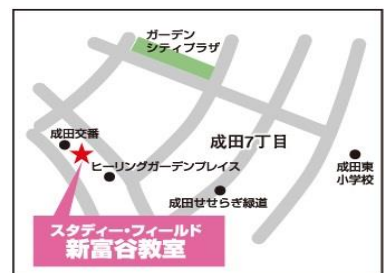 ガーデン
シティプラザ
成田交番
成田7丁目
ヒーリングガーデンプレイス
成田東
小学校
成田せせらぎ緑道
スタディー・フィールド
新富谷教室